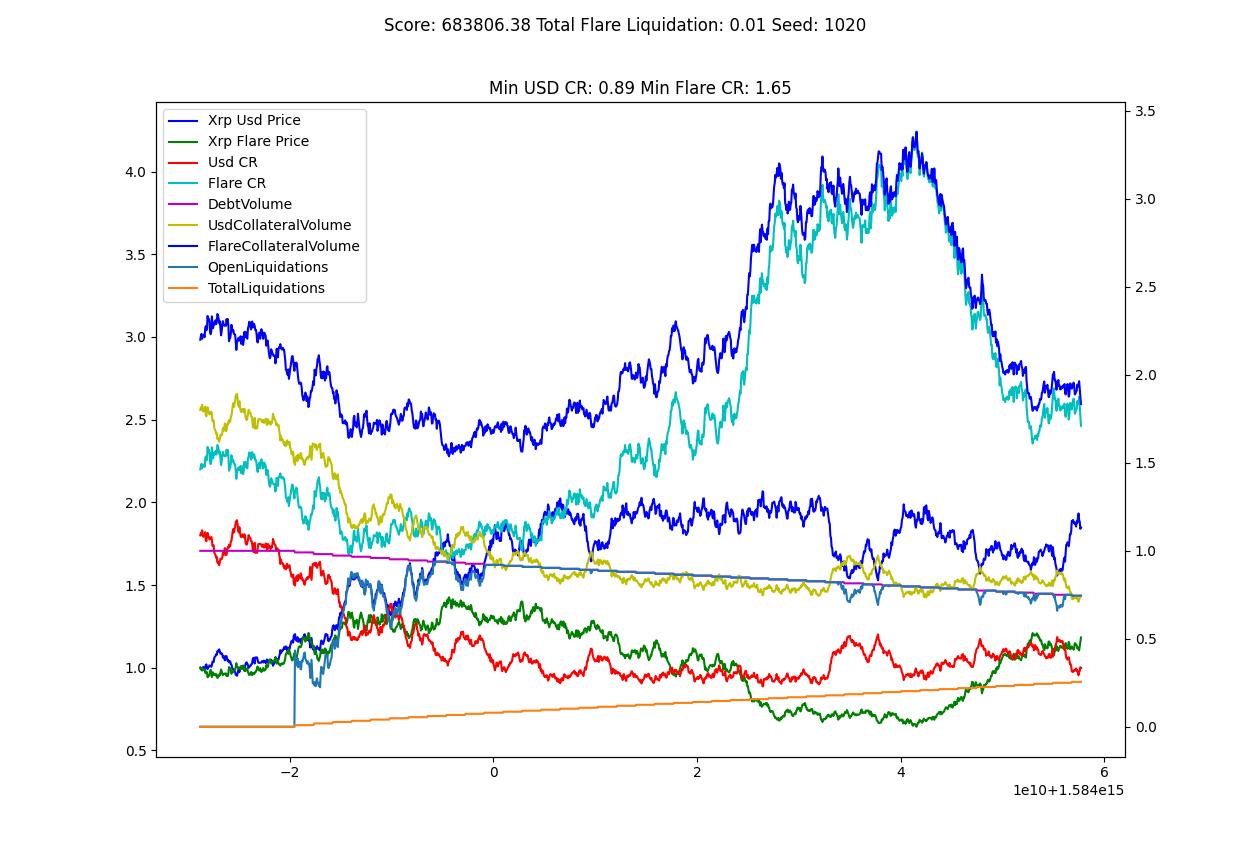 Score: 683806.38 Total Flare Liquidation: 0.01 Seed: 1020
Min USD CR: 0.89 Min Flare CR: 1.65
Xrp Usd Price
Xrp Flare Price
Usd CR
Flare CR
DebtVolume
UsdCollateralVolume
FlareCollateralVolume
OpenLiquidations
TotalLiquidations
4.0
3.5
3.0
2.5
2.0
1.5
1.0
0.5
3.5
3.0
2.5
2.0
1.5
1.0
0.5
0.0
−2 0 2 4 6
1e10+1.584e15